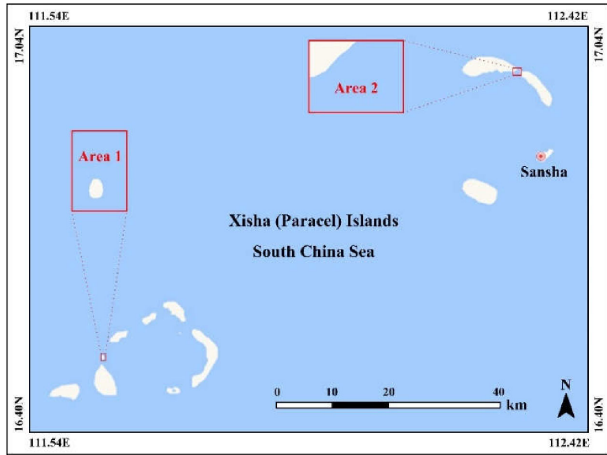 111.54E
112.42E
17.04N
17.04N
Area 2
Area 1
Sansha
Xisha (Paracel) Islands
South China Sea
0 10 20 40
km
N
16.40N
16.40N
111.54E
112.42E